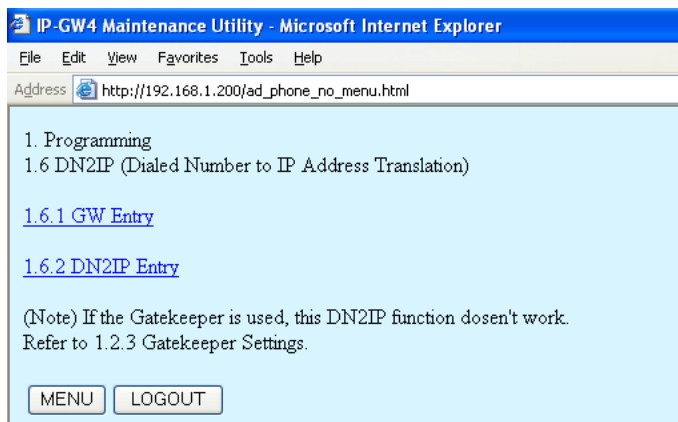 IP-GW4 Maintenance Utility - Microsoft Internet Explorer
File Edit View Favorites Tools Help
Address http://192.168.1.200/ad_phone_no_menu.html
1. Programming
1.6 DN2IP (Dialed Number to IP Address Translation)
1.6.1 GW Entry
1.6.2 DN2IP Entry
(Note) If the Gatekeeper is used, this DN2IP function dosen't work.
Refer to 1.2.3 Gatekeeper Settings.
MENU LOGOUT